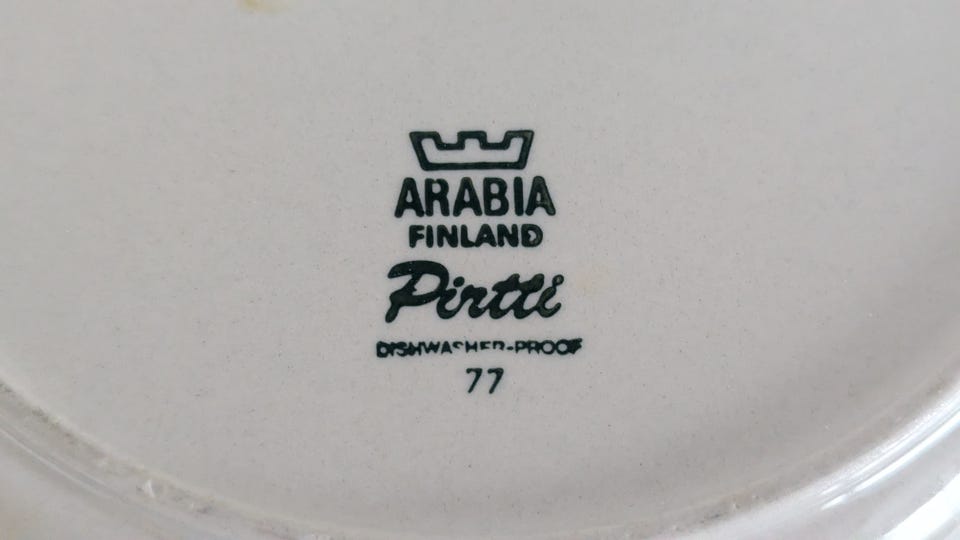 ARABIA
FINLAND
Pirtti
DISHWASHER-PROOF
77